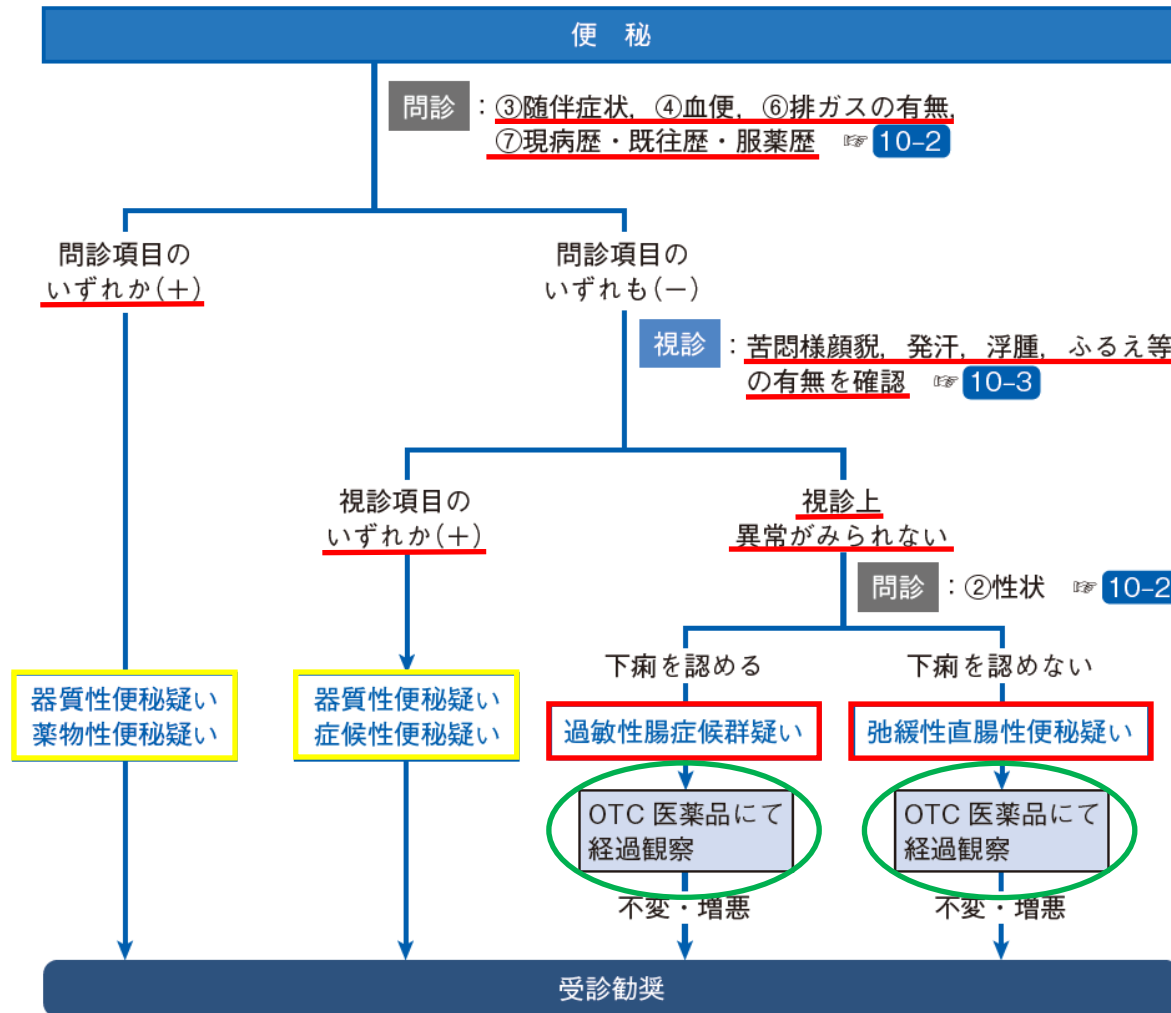 便 秘
問診:③随伴症状,④血便,⑥排ガスの有無,
⑦現病歴・既往歴・服薬歴 ☞ 10-2
問診項目の
いずれか(+)
問診項目の
いずれも(-)
視診:苦悶様顔貌,発汗,浮腫,ふるえ等
の有無を確認 ☞ 10-3
視診項目の
いずれか(+)
視診上
異常がみられない
問診:②性状 ☞ 10-2
下痢を認める
下痢を認めない
器質性便秘疑い
薬物性便秘疑い
器質性便秘疑い
症候性便秘疑い
過敏性腸症候群疑い
弛緩性直腸性便秘疑い
OTC 医薬品にて
経過観察
OTC 医薬品にて
経過観察
不変・増悪
不変・増悪
受診勧奨